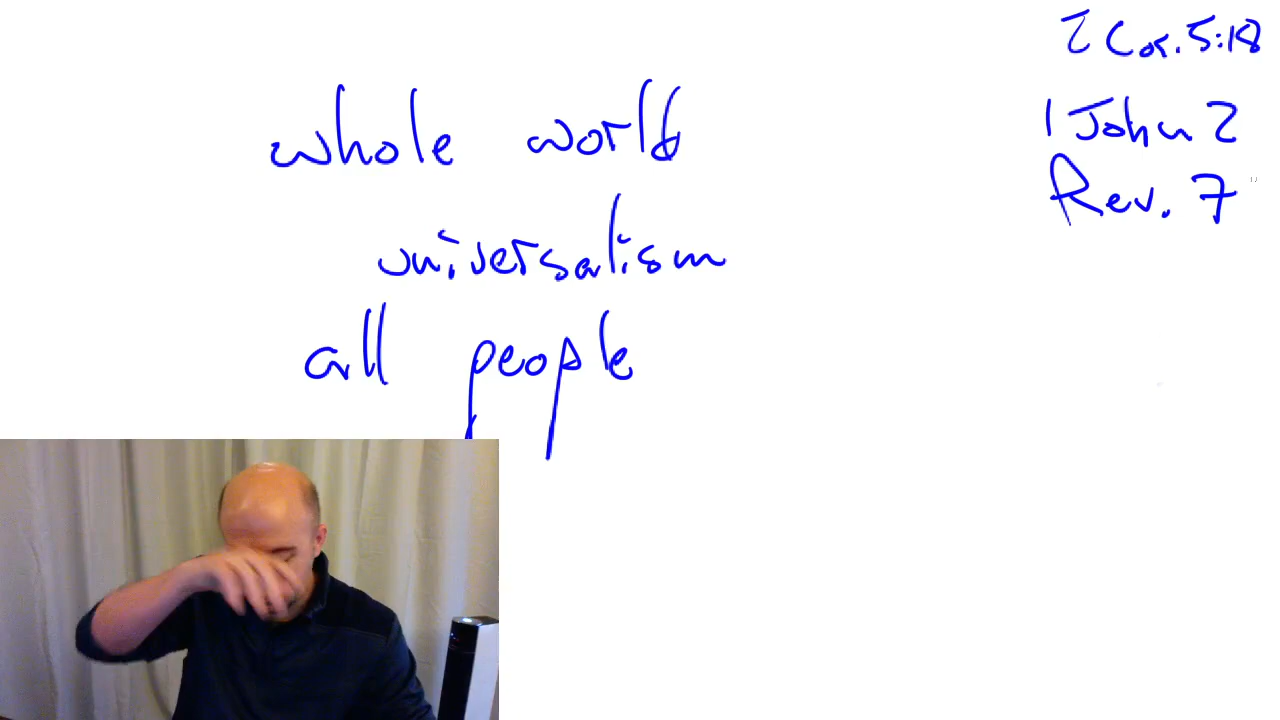 whole world
universalism
all people
2 Cor. 5:18
1 John 2
Rev. 7